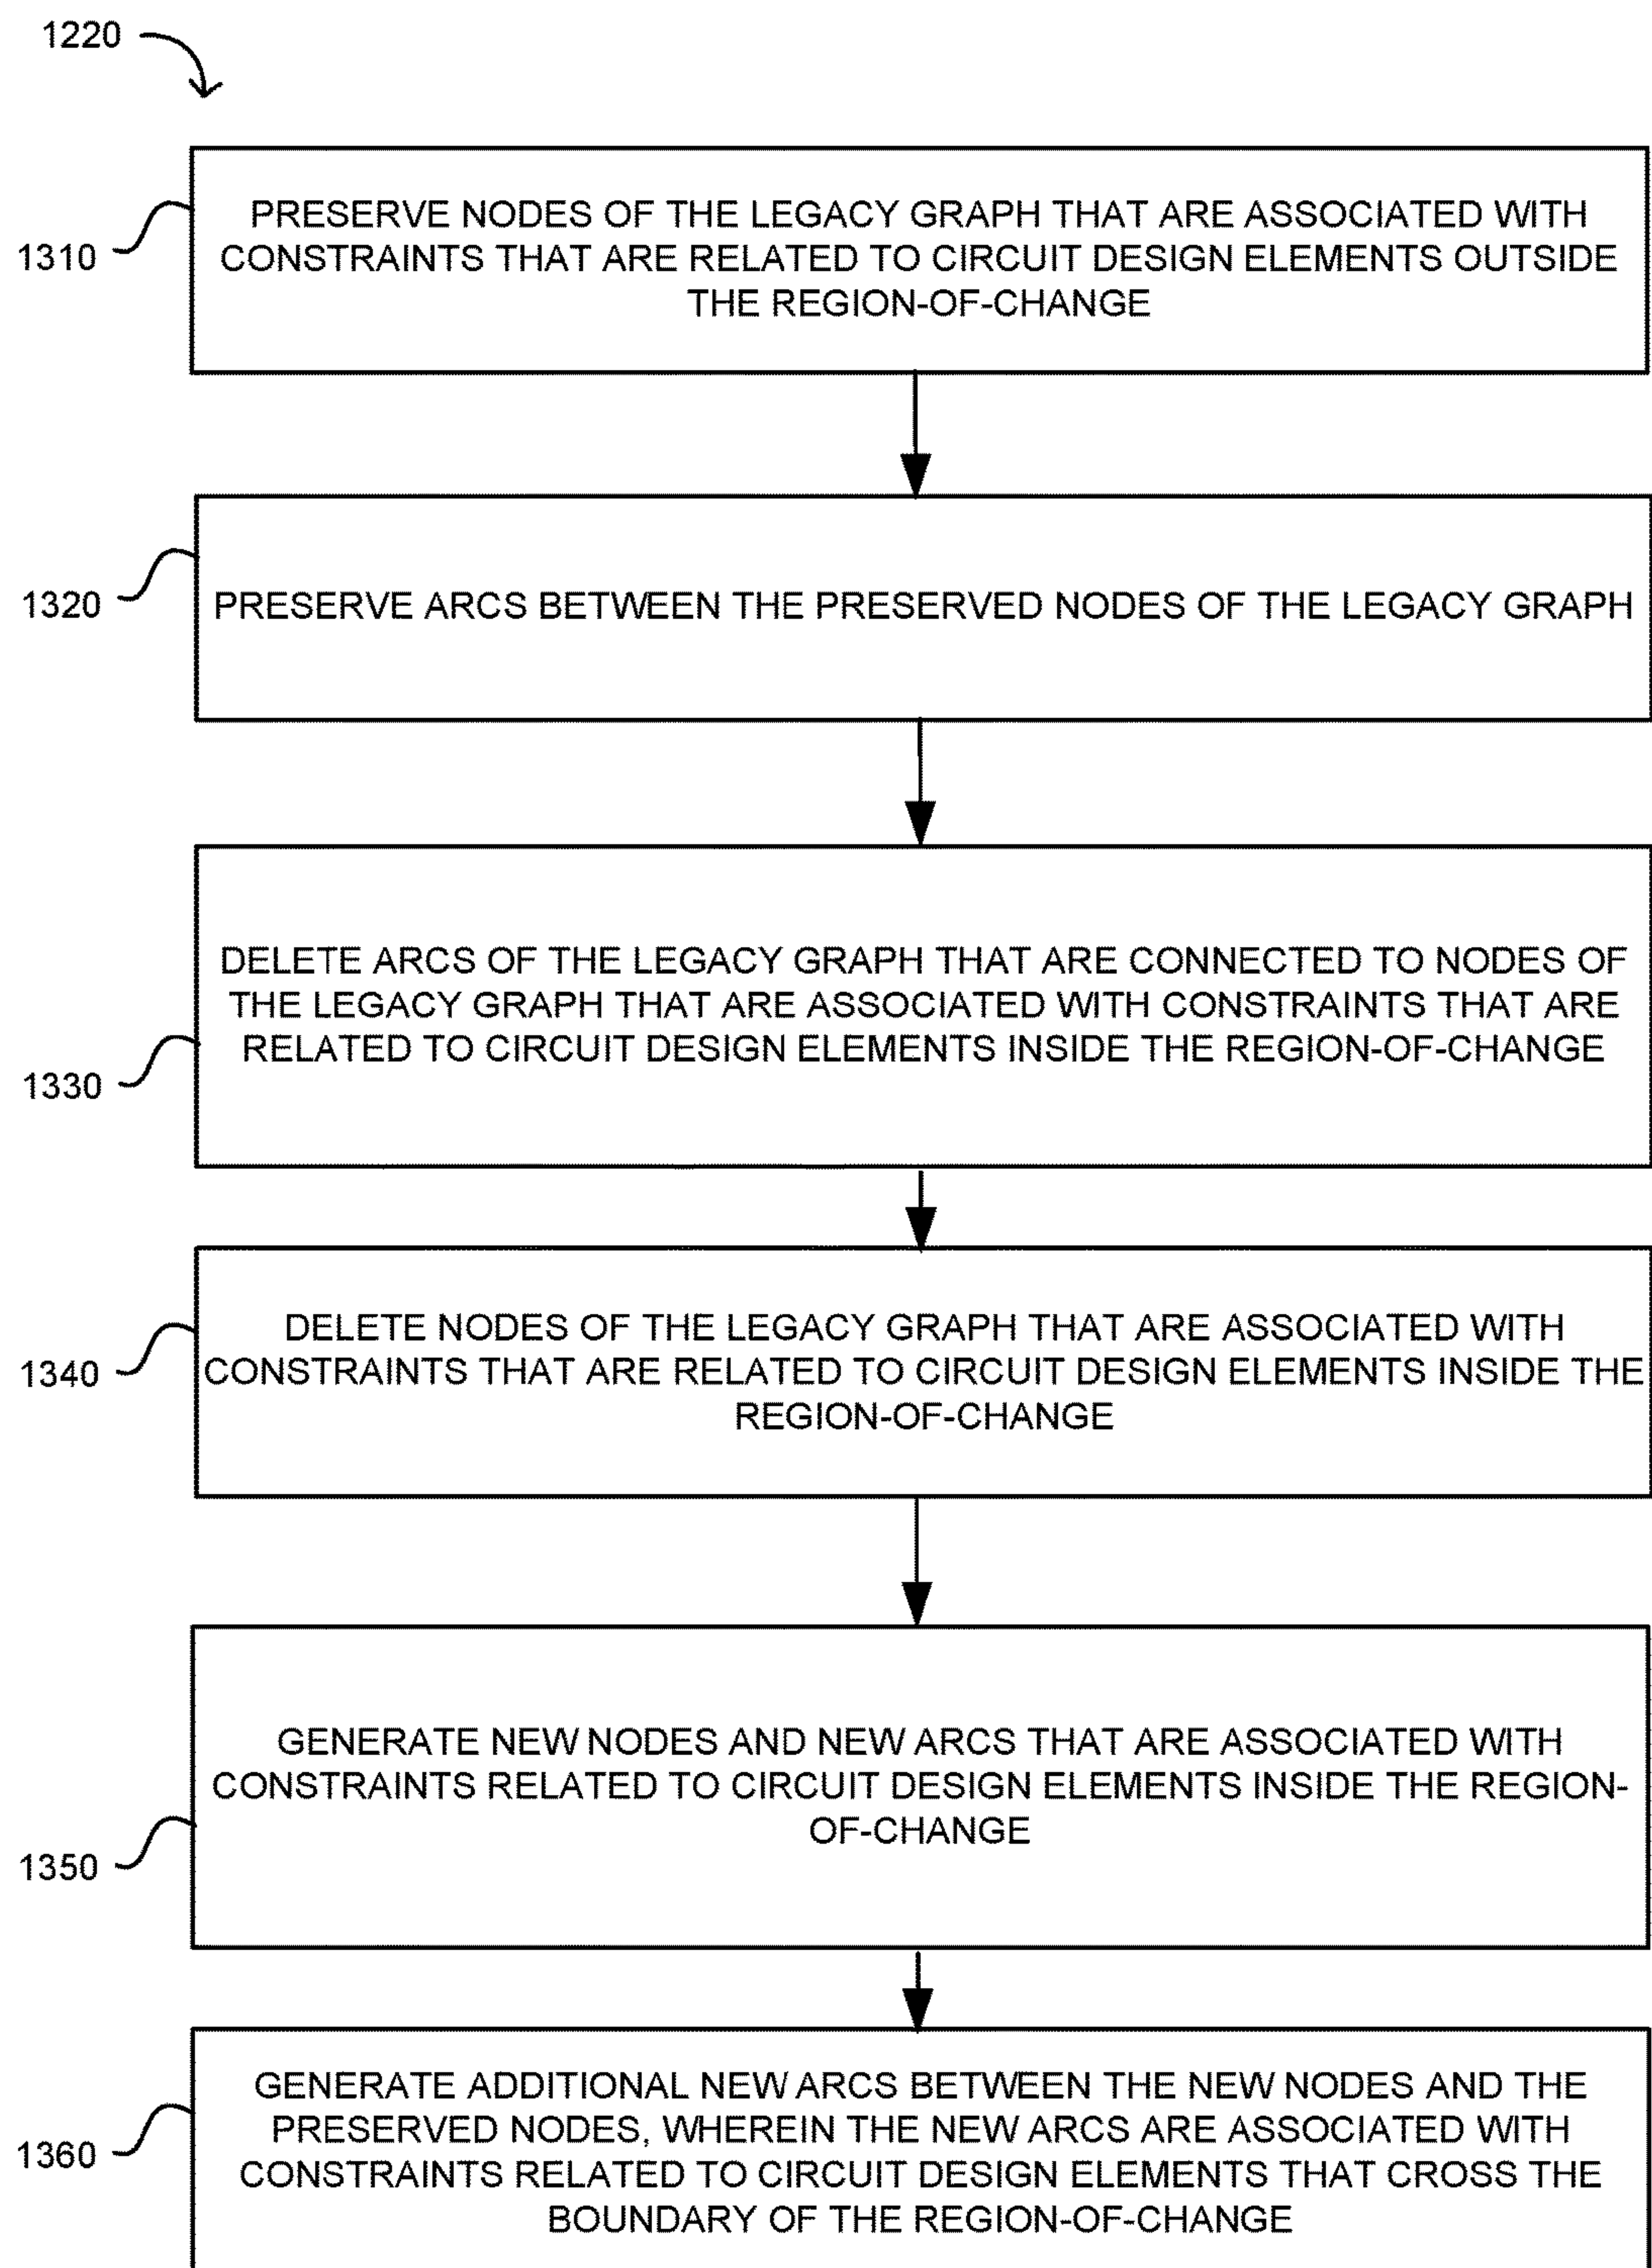 1220
1310
PRESERVE NODES OF THE LEGACY GRAPH THAT ARE ASSOCIATED WITH
CONSTRAINTS THAT ARE RELATED TO CIRCUIT DESIGN ELEMENTS OUTSIDE
THE REGION-OF-CHANGE
1320
PRESERVE ARCS BETWEEN THE PRESERVED NODES OF THE LEGACY GRAPH
1330
DELETE ARCS OF THE LEGACY GRAPH THAT ARE CONNECTED TO NODES OF
THE LEGACY GRAPH THAT ARE ASSOCIATED WITH CONSTRAINTS THAT ARE
RELATED TO CIRCUIT DESIGN ELEMENTS INSIDE THE REGION-OF-CHANGE
1340
DELETE NODES OF THE LEGACY GRAPH THAT ARE ASSOCIATED WITH
CONSTRAINTS THAT ARE RELATED TO CIRCUIT DESIGN ELEMENTS INSIDE THE
REGION-OF-CHANGE
1350
GENERATE NEW NODES AND NEW ARCS THAT ARE ASSOCIATED WITH
CONSTRAINTS RELATED TO CIRCUIT DESIGN ELEMENTS INSIDE THE REGION-
OF-CHANGE
1360
GENERATE ADDITIONAL NEW ARCS BETWEEN THE NEW NODES AND THE
PRESERVED NODES, WHEREIN THE NEW ARCS ARE ASSOCIATED WITH
CONSTRAINTS RELATED TO CIRCUIT DESIGN ELEMENTS THAT CROSS THE
BOUNDARY OF THE REGION-OF-CHANGE